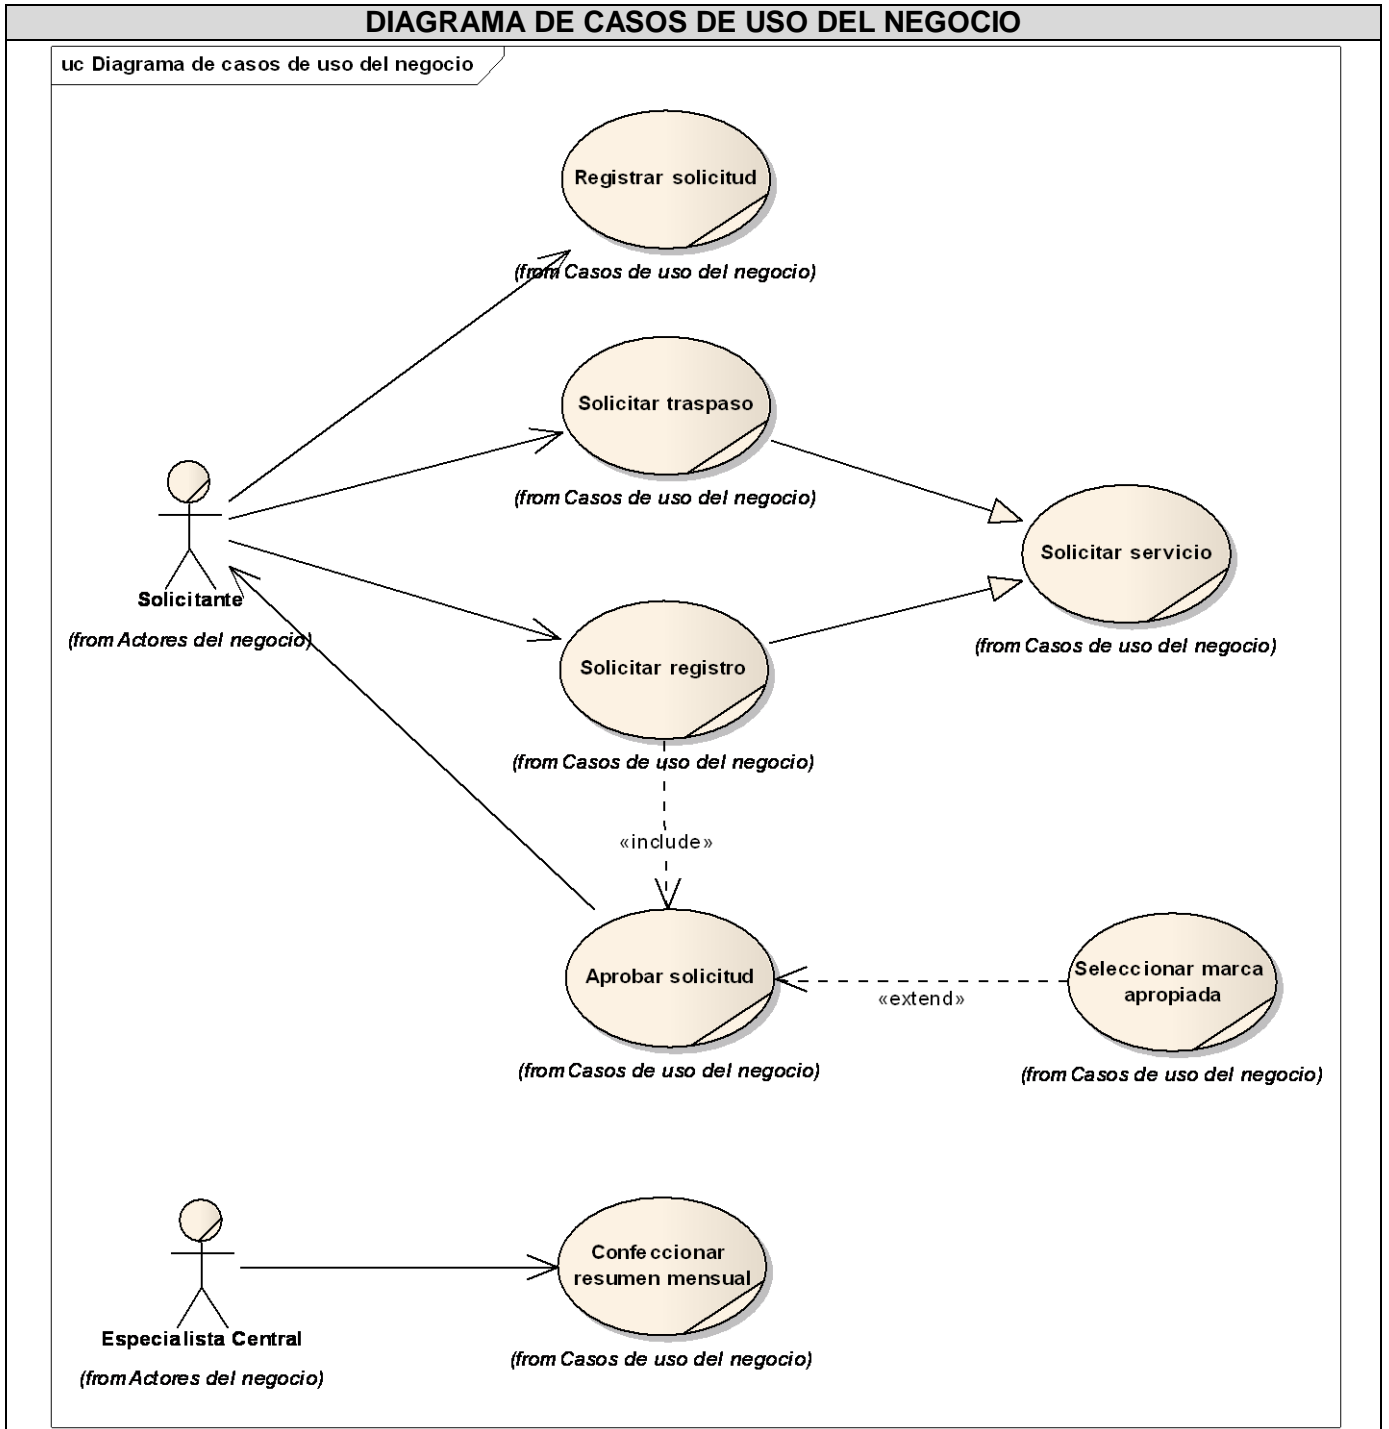 DIAGRAMA DE CASOS DE USO DEL NEGOCIO
uc Diagrama de casos de uso del negocio
Registrar solicitud
(from Casos de uso del negocio)
Solicitar traspaso
(from Casos de uso del negocio)
Solicitar servicio
(from Casos de uso del negocio)
Solicitante
(from Actores del negocio)
Solicitar registro
(from Casos de uso del negocio)
«include»
Aprobar solicitud
(from Casos de uso del negocio)
«extend»
Seleccionar marca
apropiada
(from Casos de uso del negocio)
Especialista Central
(from Actores del negocio)
Confeccionar
resumen mensual
(from Casos de uso del negocio)